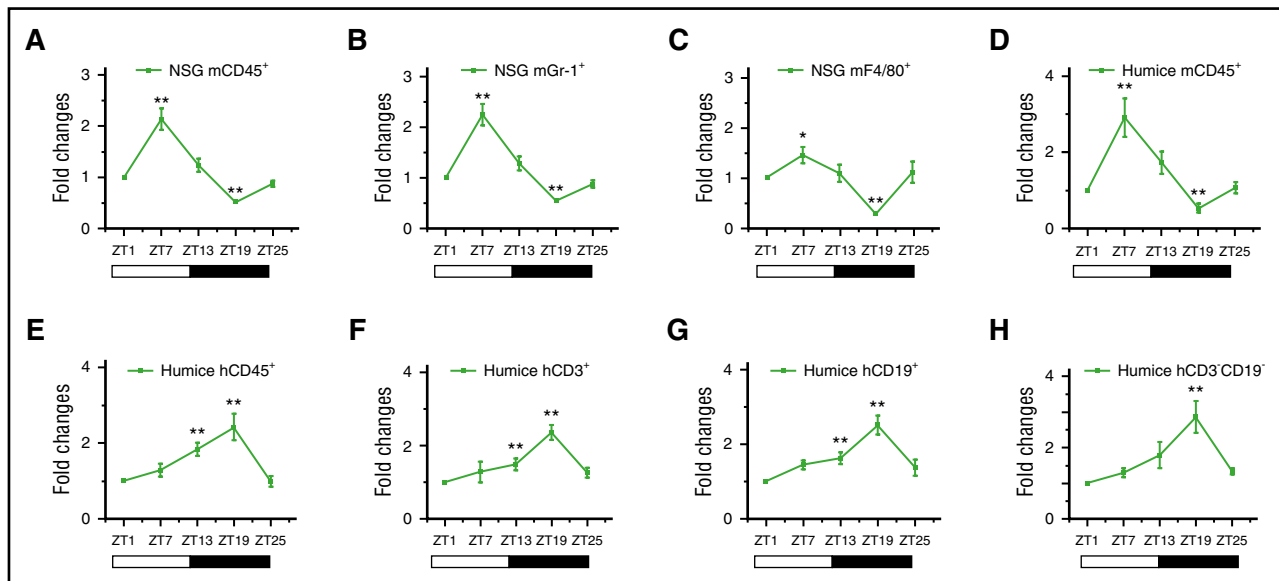 A
NSG mCD45⁺
Fold changes
3
2
1
0
**
**
ZT1 ZT7 ZT13 ZT19 ZT25
B
NSG mGr-1⁺
Fold changes
3
2
1
0
**
**
ZT1 ZT7 ZT13 ZT19 ZT25
C
NSG mF4/80⁺
Fold changes
3
2
1
0
*
**
ZT1 ZT7 ZT13 ZT19 ZT25
D
Humice mCD45⁺
Fold changes
4
2
0
**
**
ZT1 ZT7 ZT13 ZT19 ZT25
E
Humice hCD45⁺
Fold changes
4
2
0
**
**
ZT1 ZT7 ZT13 ZT19 ZT25
F
Humice hCD3⁺
Fold changes
4
2
0
**
**
ZT1 ZT7 ZT13 ZT19 ZT25
G
Humice hCD19⁺
Fold changes
4
3
2
1
0
**
**
ZT1 ZT7 ZT13 ZT19 ZT25
H
Humice hCD3⁻CD19⁻
Fold changes
4
3
2
1
0
**
ZT1 ZT7 ZT13 ZT19 ZT25